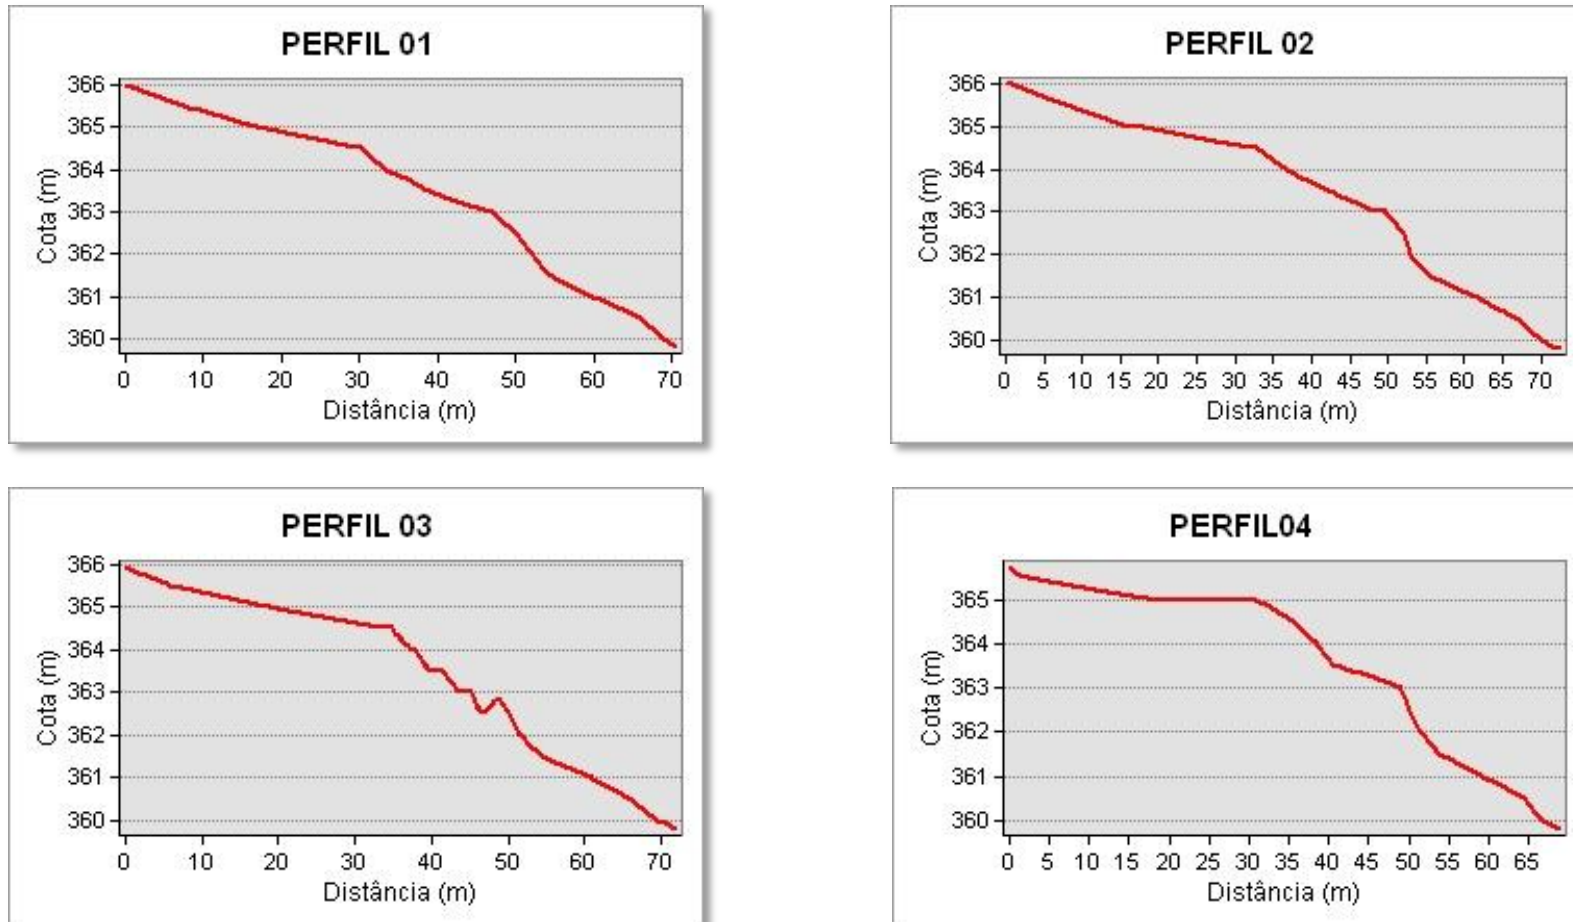 PERFIL 01
366
365
364
363
362
361
360
Cota (m)
0 10 20 30 40 50 60 70
Distância (m)
PERFIL 02
366
365
364
363
362
361
360
Cota (m)
0 5 10 15 20 25 30 35 40 45 50 55 60 65 70
Distância (m)
PERFIL 03
366
365
364
363
362
361
360
Cota (m)
0 10 20 30 40 50 60 70
Distância (m)
PERFIL04
365
364
363
362
361
360
Cota (m)
0 5 10 15 20 25 30 35 40 45 50 55 60 65
Distância (m)